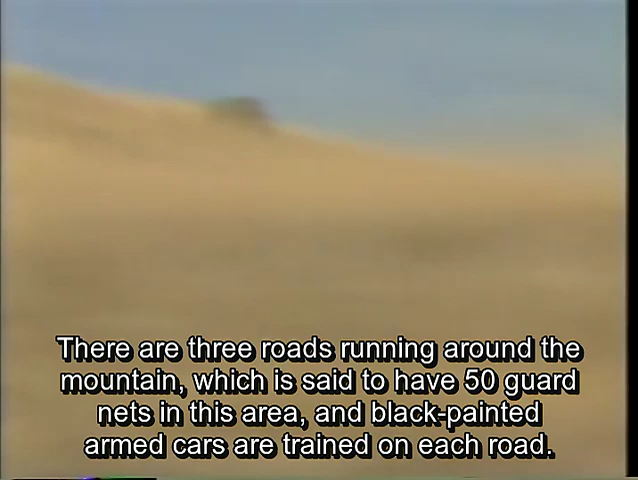 There are three roads running around the
mountain, which is said to have 50 guard
nets in this area, and black-painted
armed cars are trained on each road.